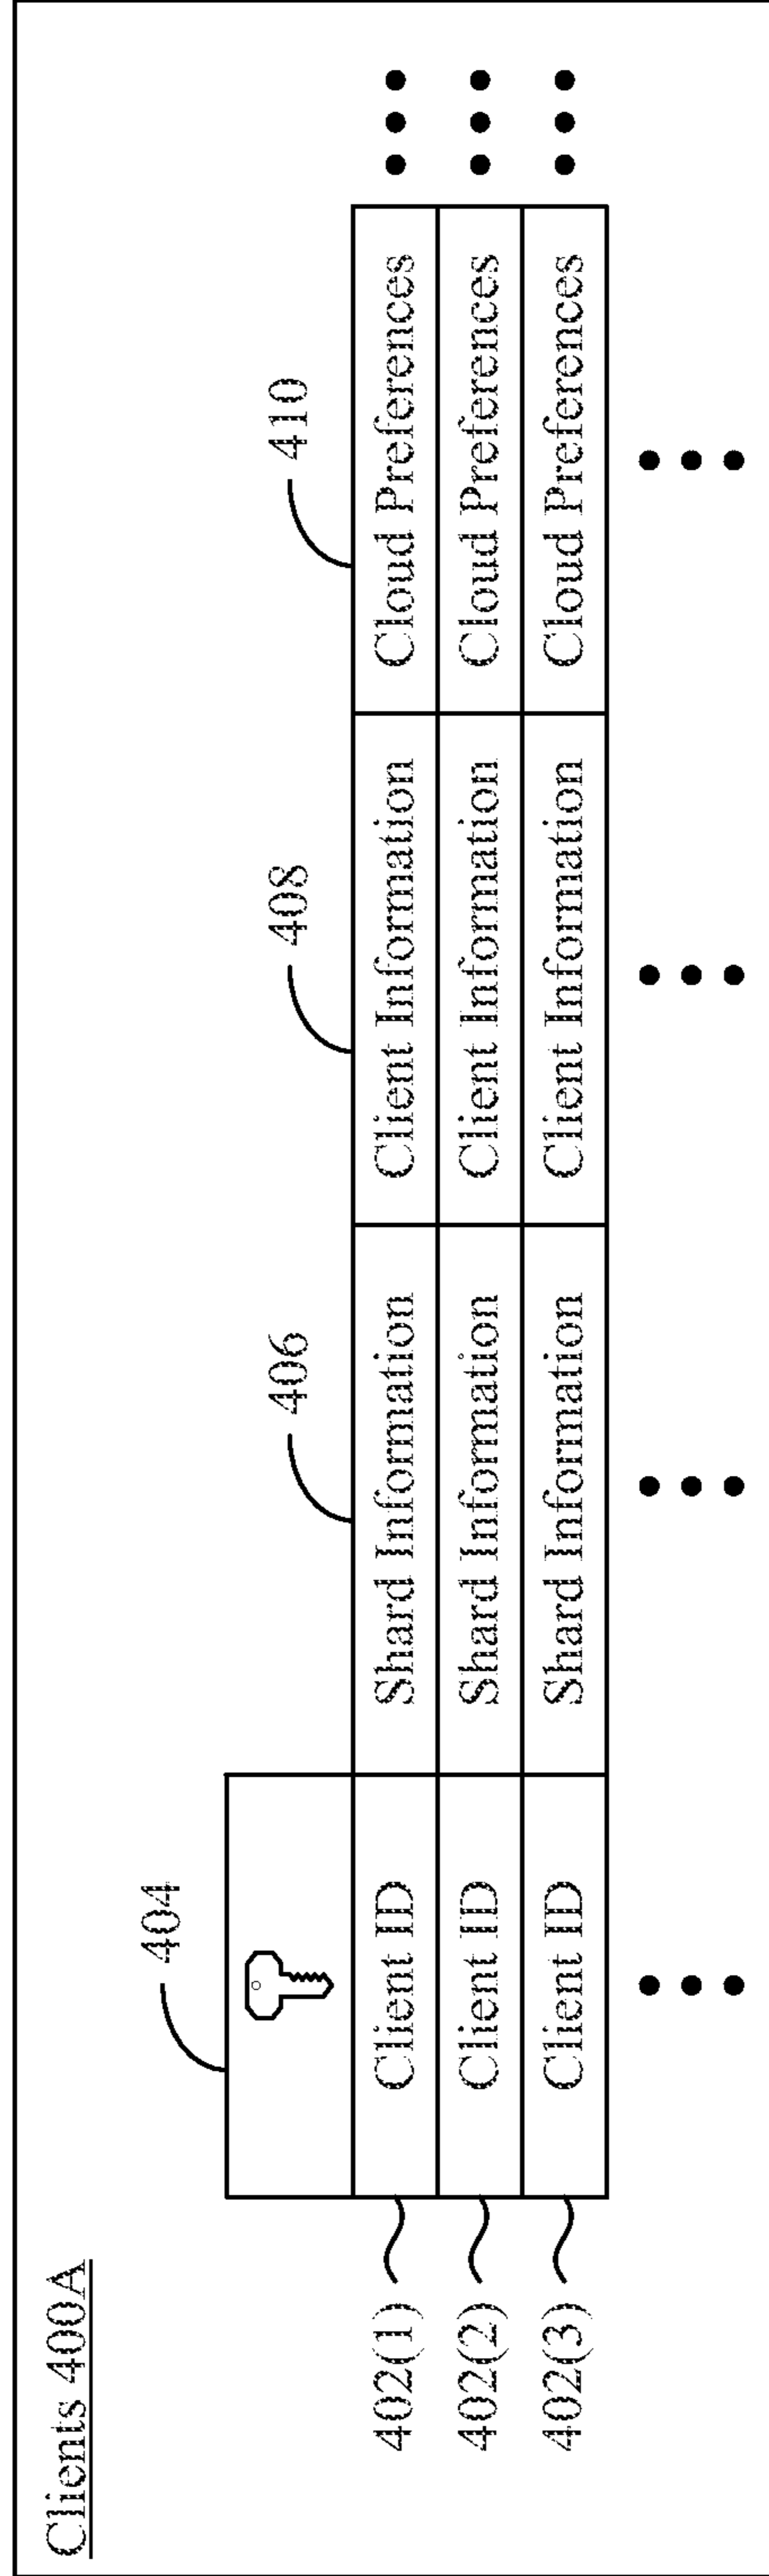 Clients 400A
404
406
408
410
402(1) Client ID Shard Information Client Information Cloud Preferences
402(2) Client ID Shard Information Client Information Cloud Preferences
402(3) Client ID Shard Information Client Information Cloud Preferences